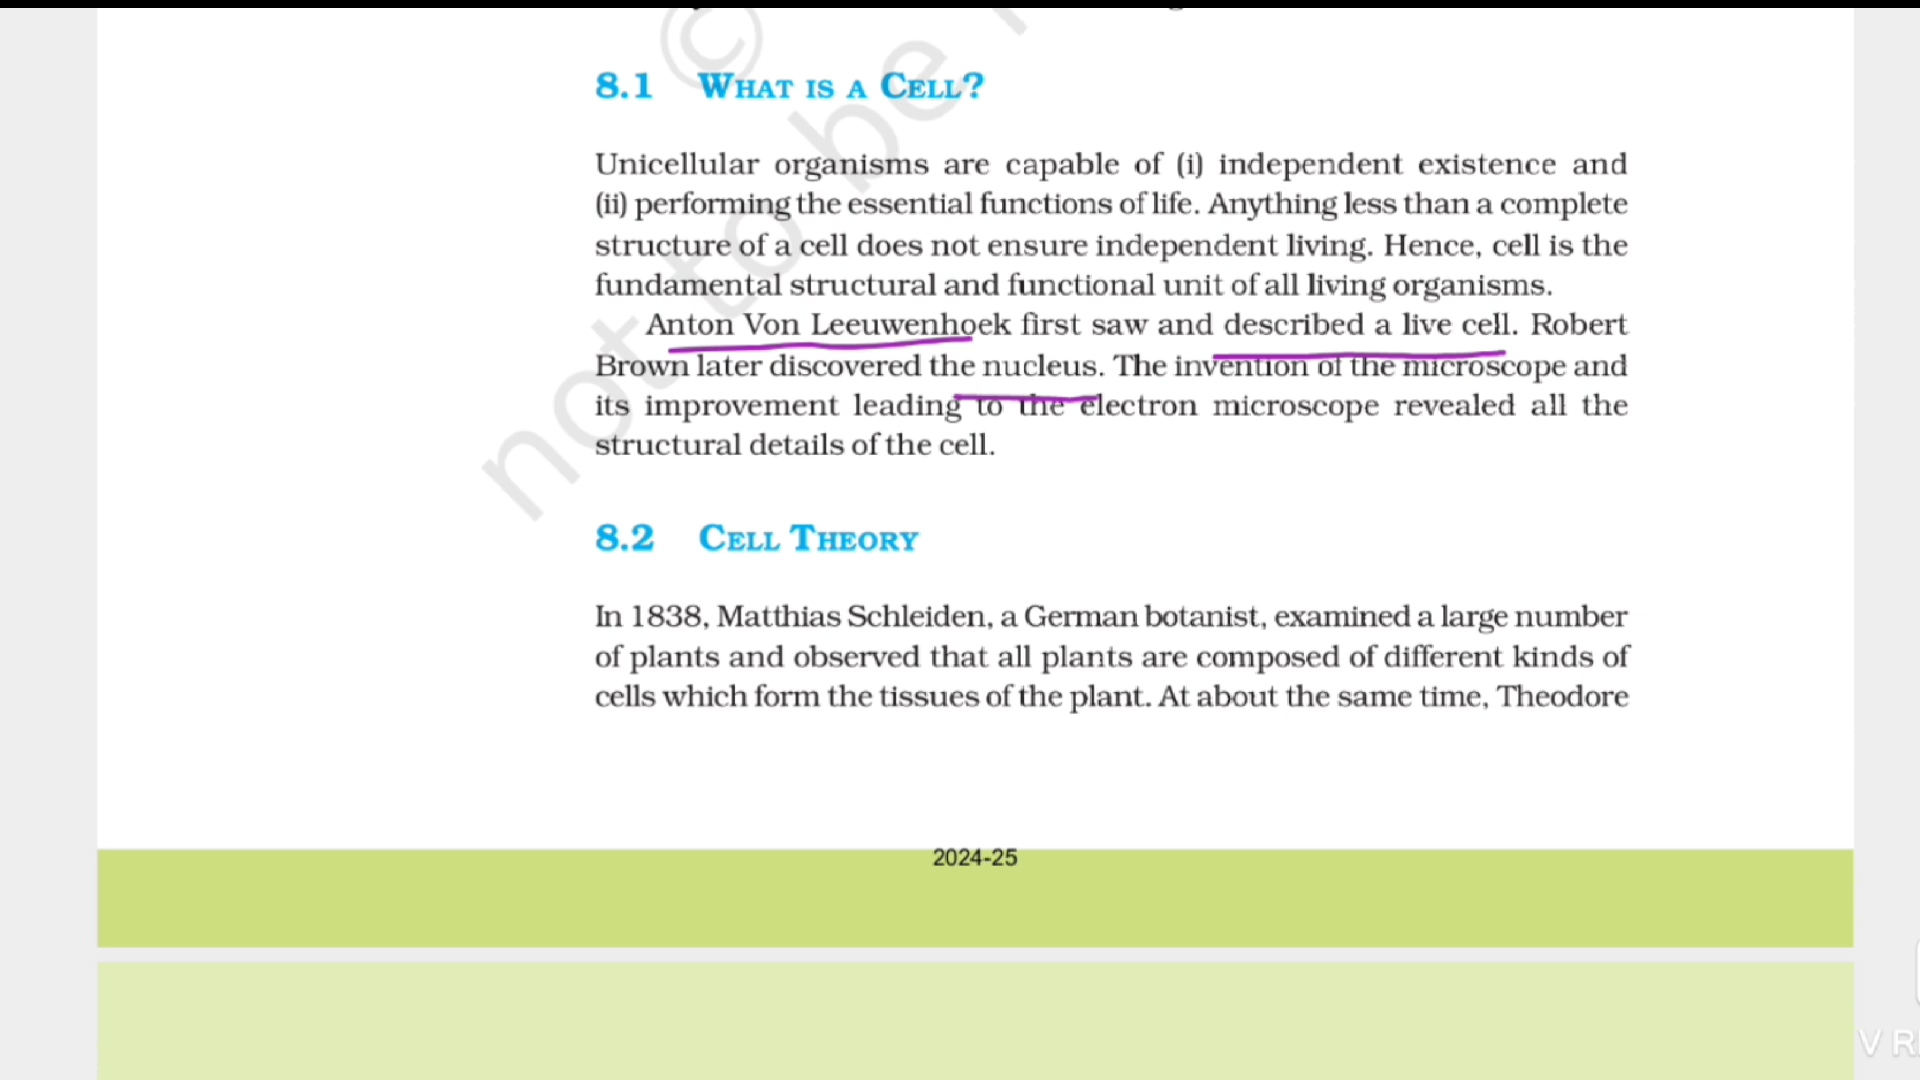 8.1 WHAT IS A CELL?
Unicellular organisms are capable of (i) independent existence and
(ii) performing the essential functions of life. Anything less than a complete
structure of a cell does not ensure independent living. Hence, cell is the
fundamental structural and functional unit of all living organisms.
Anton Von Leeuwenhoek first saw and described a live cell. Robert
Brown later discovered the nucleus. The invention of the microscope and
its improvement leading to the electron microscope revealed all the
structural details of the cell.
8.2 CELL THEORY
In 1838, Matthias Schleiden, a German botanist, examined a large number
of plants and observed that all plants are composed of different kinds of
cells which form the tissues of the plant. At about the same time, Theodore
2024-25
©
not to be